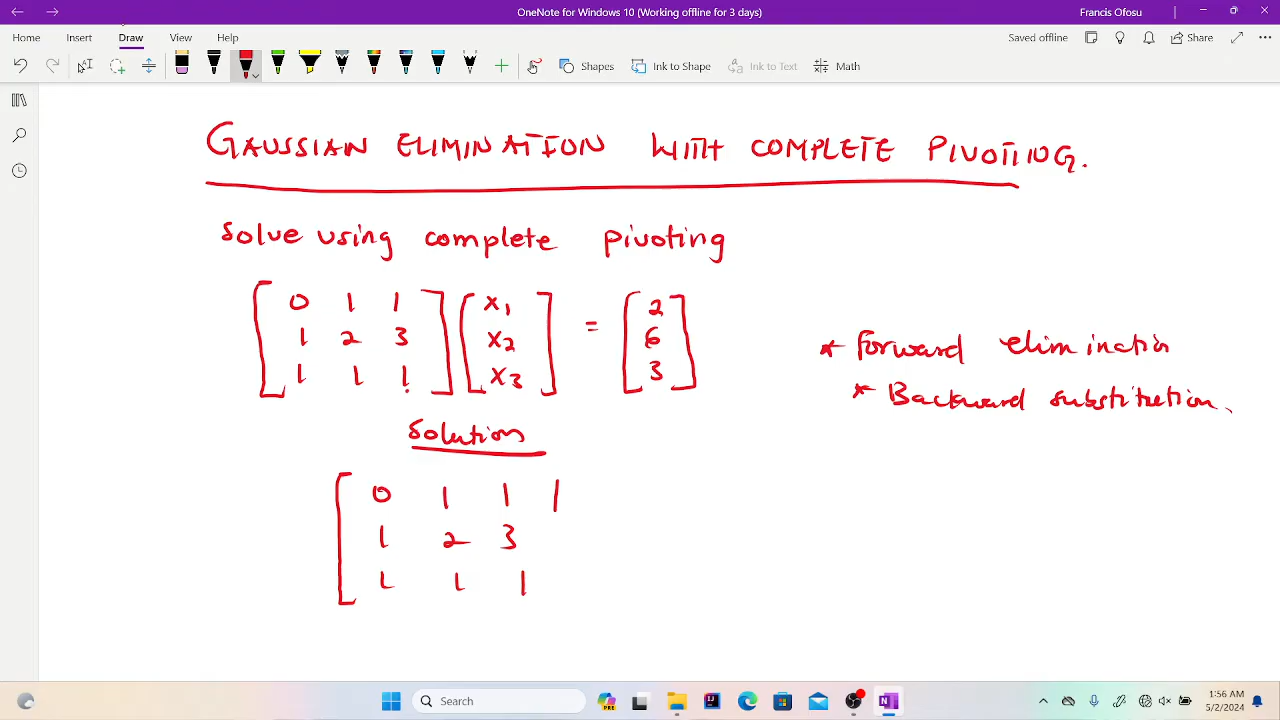 OneNote for Windows 10 (Working offline for 3 days)
Francis Ofosu
Home Insert Draw View Help
Saved offline
Share
Shapes
Ink to Shape
Ink to Text
Math
GAUSSIAN ELIMINATION WITH COMPLETE PIVOTING.
Solve using complete pivoting
0 1 1 x1 2
1 2 3 x2 = 6
1 1 1 x3 3
* Forward elimination
* Backward substitution.
Solution
0 1 1 |
1 2 3
1 1 1
Search
PRE
1:56 AM
5/2/2024